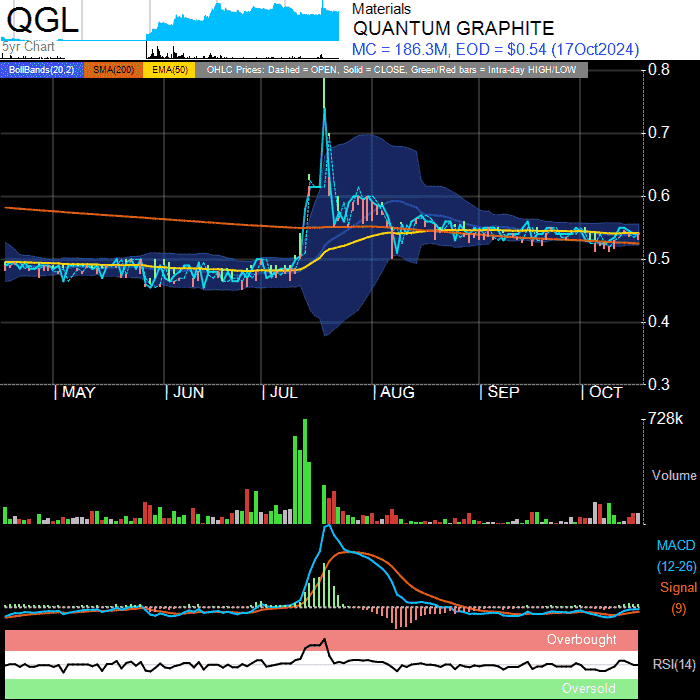 QGL
5yr Chart
Materials
QUANTUM GRAPHITE
MC = 186.3M, EOD = $0.54 (17Oct2024)
BollBands(20,2) SMA(200) EMA(50) OHLC Prices: Dashed = OPEN, Solid = CLOSE, Green/Red bars = Intra-day HIGH/LOW
0.8
0.7
0.6
0.5
0.4
0.3
MAY JUN JUL AUG SEP OCT
728k
Volume
MACD
(12-26)
Signal
(9)
Overbought
RSI(14)
Oversold